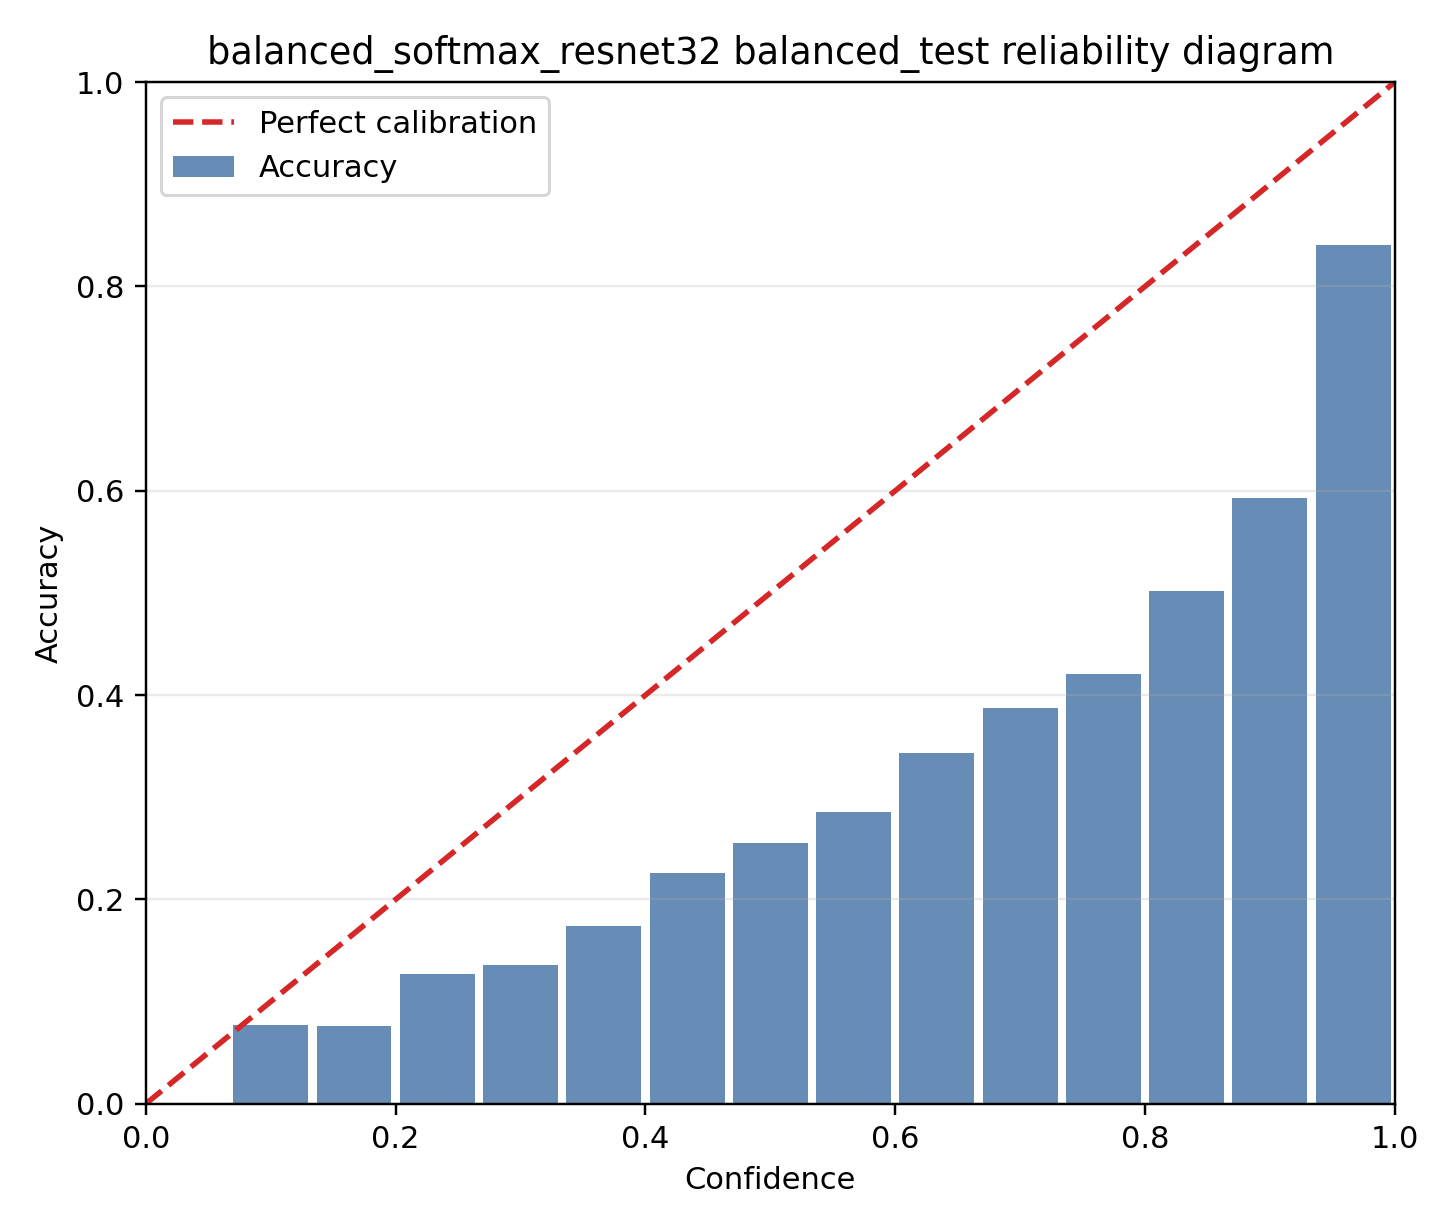 balanced_softmax_resnet32 balanced_test reliability diagram
Perfect calibration
Accuracy
1.0
0.8
0.6
0.4
0.2
0.0
Accuracy
0.0 0.2 0.4 0.6 0.8 1.0
Confidence